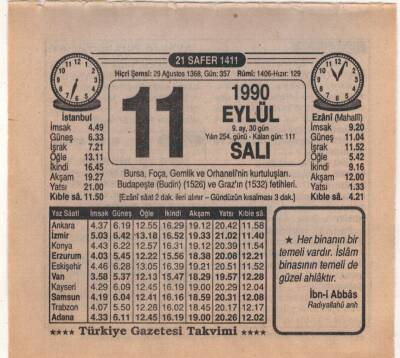 21 SAFER 1411
Hicrî Şemsî: 29 Ağustos 1368, Gün: 357 Rûmî: 1406-Hızır: 129
İstanbul
İmsak 4.49
Güneş 6.33
İşrak 7.21
Öğle 13.11
İkindi 16.45
Akşam 19.27
Yatsı 21.00
Kıble sâ. 11.50
11
1990
EYLÜL
9. ay, 30 gün
Yılın 254. günü - Kalan gün: 111
SALI
Ezânî (Mahallî)
İmsak 9.20
Güneş 11.04
İşrak 11.52
Öğle 5.42
İkindi 9.16
Akşam 12.00
Yatsı 1.33
Kıble sâ. 4.21
Bursa, Foça, Gemlik ve Orhaneli'nin kurtuluşları.
Budapeşte (Budin) (1526) ve Graz'ın (1532) fetihleri.
[Ezânî sâat 2 dak. ileri alınır – Gündüzün kısalması 3 dak.]
Yaz Sâati İmsak Güneş Öğle İkindi Akşam Yatsı Kıble sâ.
Ankara 4.37 6.19 12.55 16.29 19.12 20.42 11.58
İzmir 5.03 6.42 13.18 16.52 19.33 21.02 11.40
Konya 4.43 6.22 12.57 16.31 19.12 20.39 11.54
Erzurum 4.03 5.45 12.22 15.56 18.38 20.08 12.21
Eskişehir 4.46 6.28 13.05 16.39 19.21 20.51 11.52
Van 3.58 5.37 12.13 15.47 18.29 19.57 12.28
Kayseri 4.29 6.09 12.45 16.19 19.00 20.29 12.04
Samsun 4.19 6.04 12.41 16.16 18.59 20.31 12.08
Trabzon 4.07 5.50 12.28 16.02 18.45 20.17 12.17
Adana 4.33 6.11 12.45 16.19 19.00 20.26 12.02
★ Her binanın bir
temeli vardır. İslâm
binasının temeli de
güzel ahlâktır.
İbn-i Abbâs
Radıyallahü anh
★★★★ Türkiye Gazetesi Takvimi ★★★★